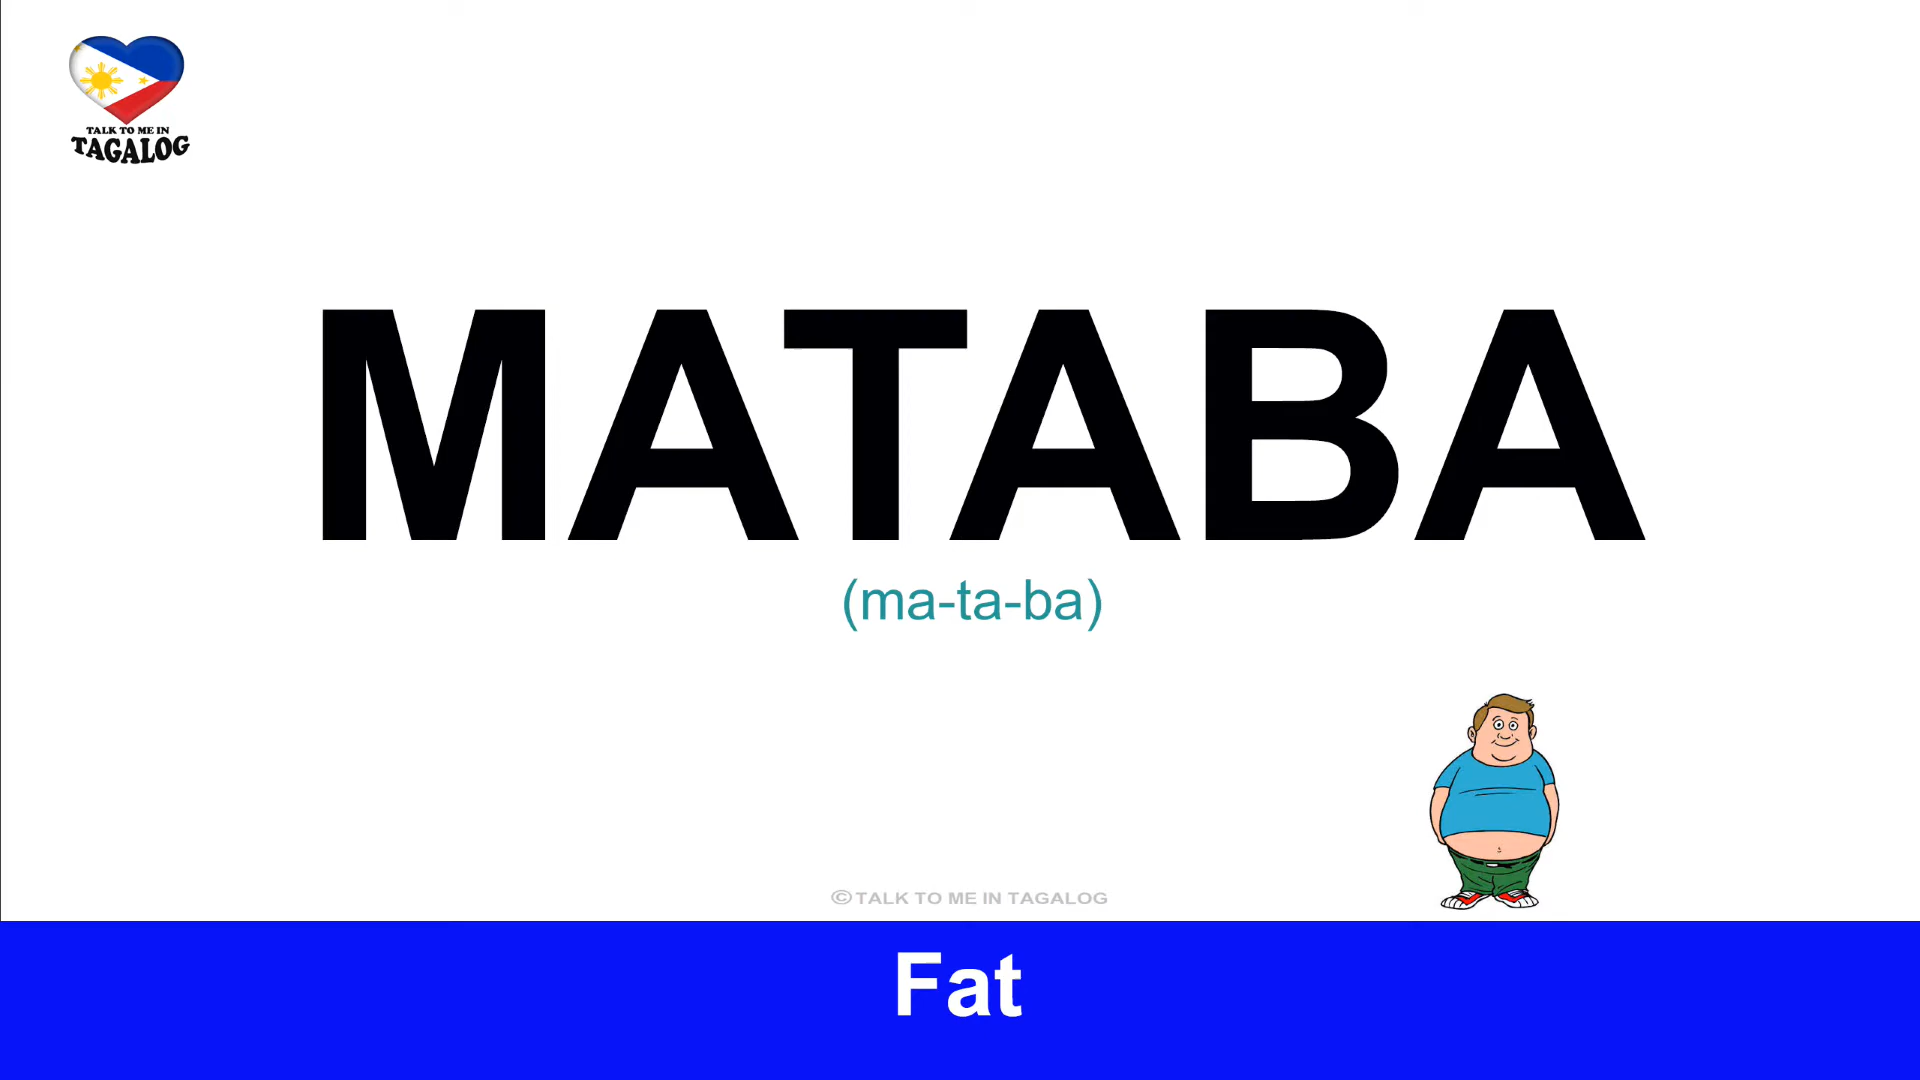 TALK TO ME IN
TAGALOG
MATABA
(ma-ta-ba)
©TALK TO ME IN TAGALOG
Fat